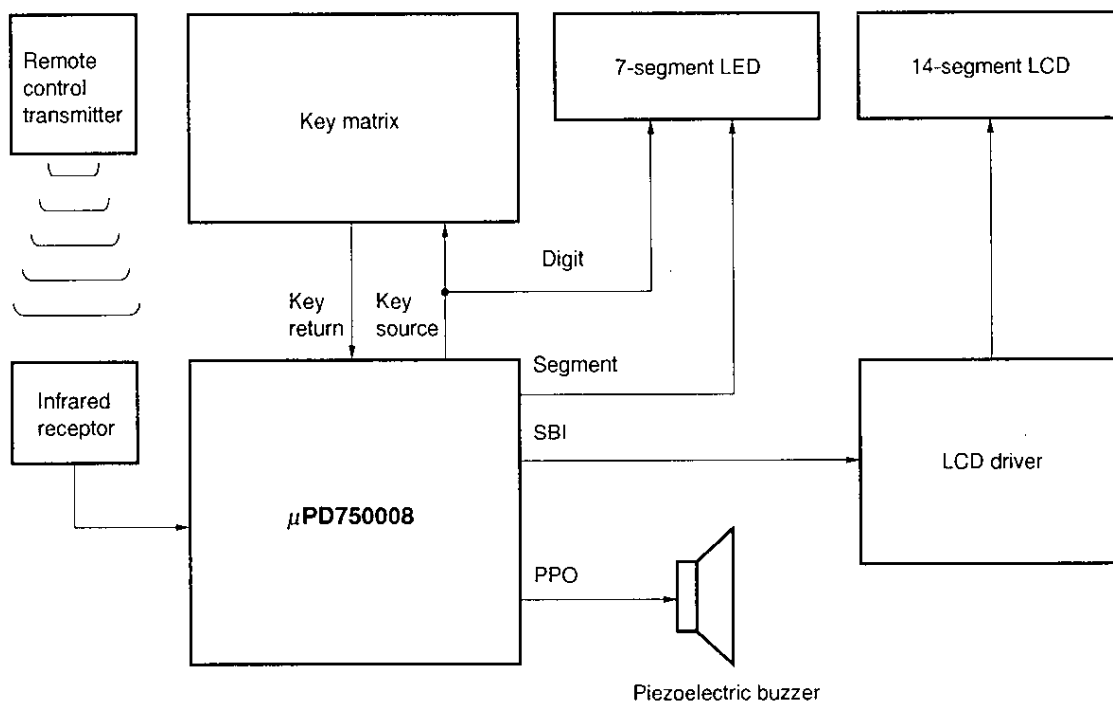 Remote
control
transmitter
Key matrix
7-segment LED
14-segment LCD
Digit
Key
return
Key
source
Infrared
receptor
Segment
SBI
LCD driver
μPD750008
PPO
Piezoelectric buzzer